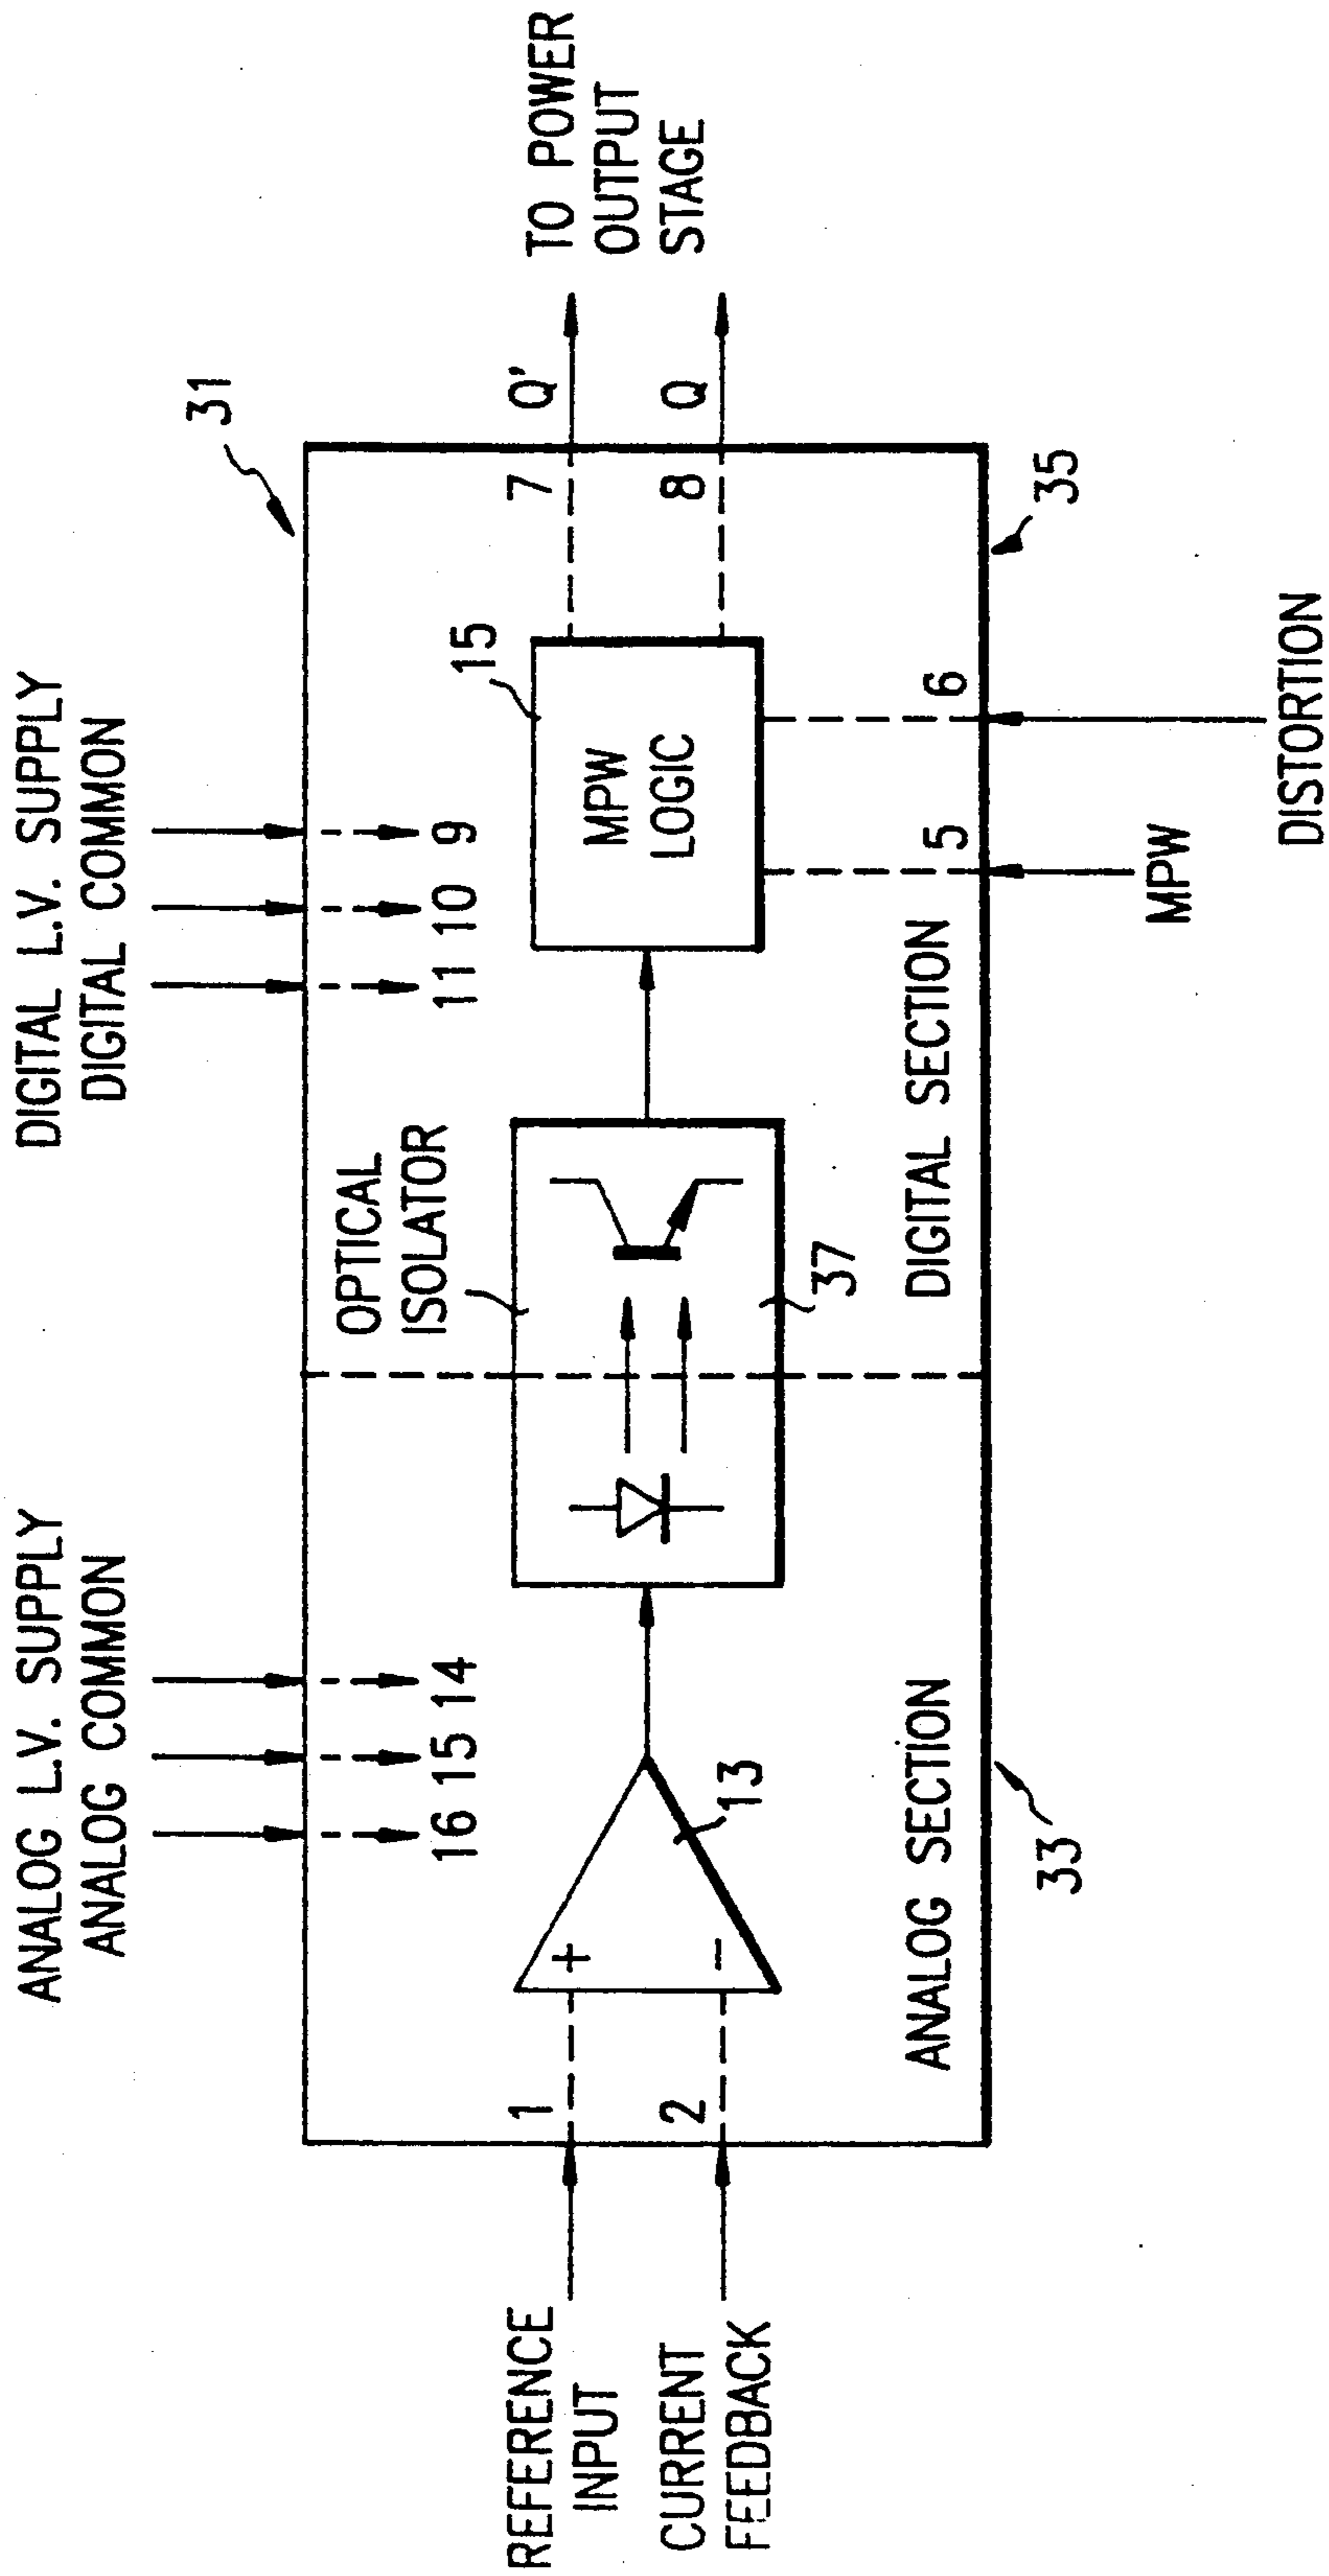 ANALOG L.V. SUPPLY
ANALOG COMMON
DIGITAL L.V. SUPPLY
DIGITAL COMMON
31
16 15 14
11 10 9
OPTICAL
ISOLATOR
15
REFERENCE
INPUT
1
+
CURRENT
FEEDBACK
2
−
13
37
MPW
LOGIC
7
Q'
8
Q
TO POWER
OUTPUT
STAGE
ANALOG SECTION
DIGITAL SECTION
5
6
33
35
MPW
DISTORTION